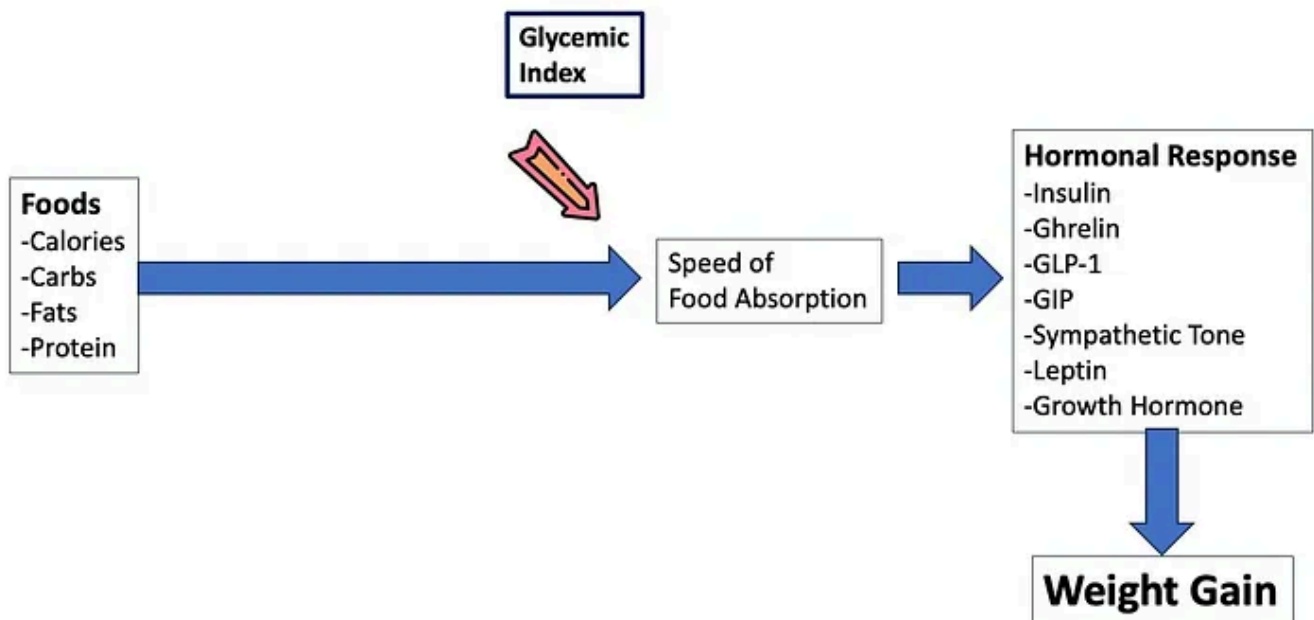 Glycemic
Index
Foods
-Calories
-Carbs
-Fats
-Protein
Speed of
Food Absorption
Hormonal Response
-Insulin
-Ghrelin
-GLP-1
-GIP
-Sympathetic Tone
-Leptin
-Growth Hormone
Weight Gain